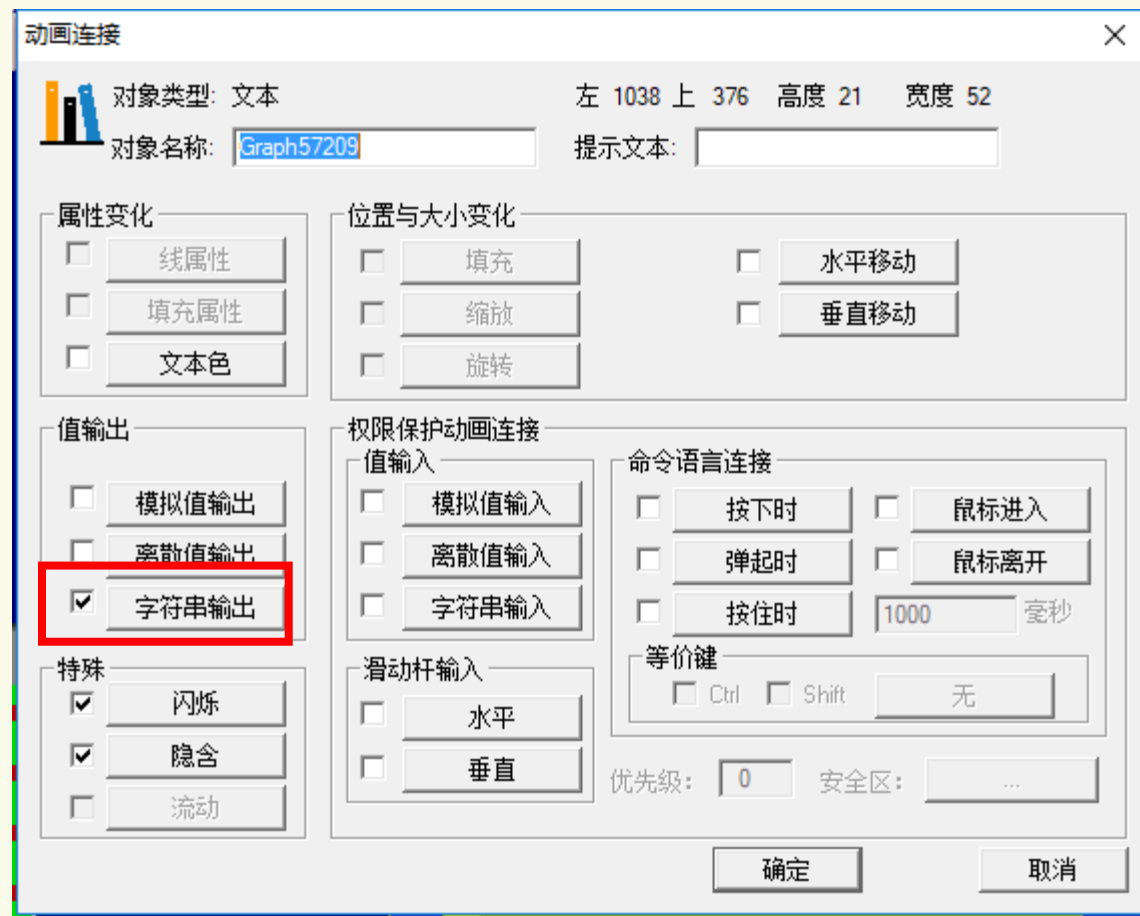 动画连接
对象类型: 文本 左 1038 上 376 高度 21 宽度 52
对象名称: Graph57209 提示文本:
属性变化 位置与大小变化
线属性 填充 水平移动
填充属性 缩放 垂直移动
文本色 旋转
值输出 权限保护动画连接
值输入 命令语言连接
模拟值输出 模拟值输入 按下时 鼠标进入
离散值输出 离散值输入 弹起时 鼠标离开
字符串输出 字符串输入 按住时 1000 毫秒
特殊 滑动杆输入 等价键
闪烁 水平 Ctrl Shift 无
隐含 垂直 优先级: 0 安全区: ...
流动
确定 取消